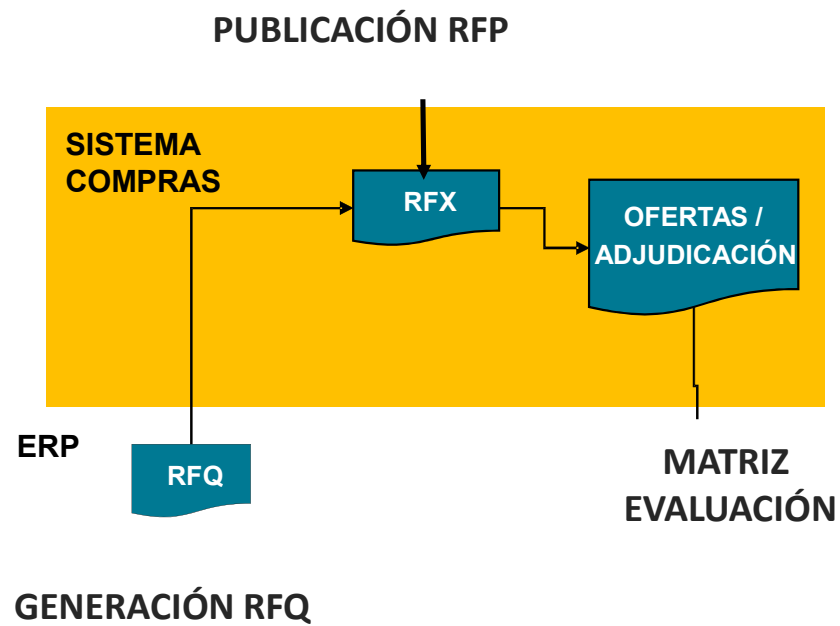 PUBLICACIÓN RFP
SISTEMA
COMPRAS
RFX
OFERTAS /
ADJUDICACIÓN
ERP
RFQ
MATRIZ
EVALUACIÓN
GENERACIÓN RFQ